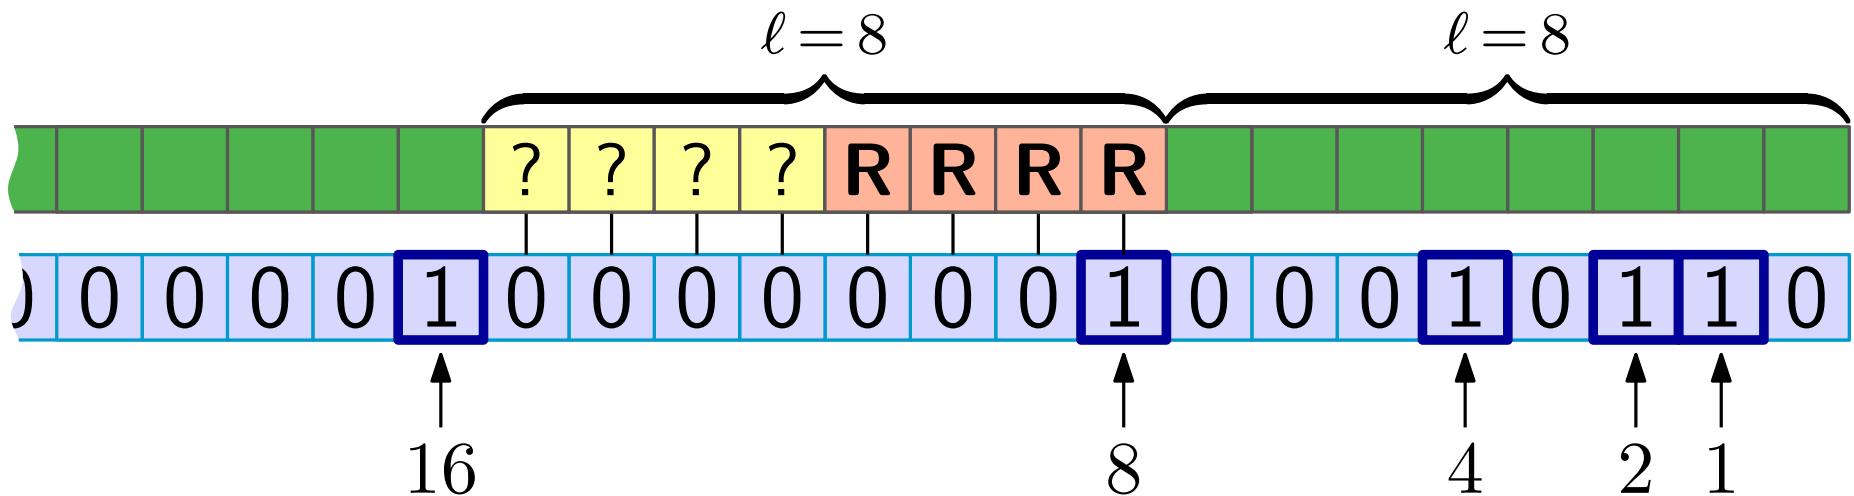 ℓ = 8 ℓ = 8
? ? ? ? R R R R
0 0 0 0 0 1 0 0 0 0 0 0 0 1 0 0 0 1 0 1 1 0
16 8 4 2 1